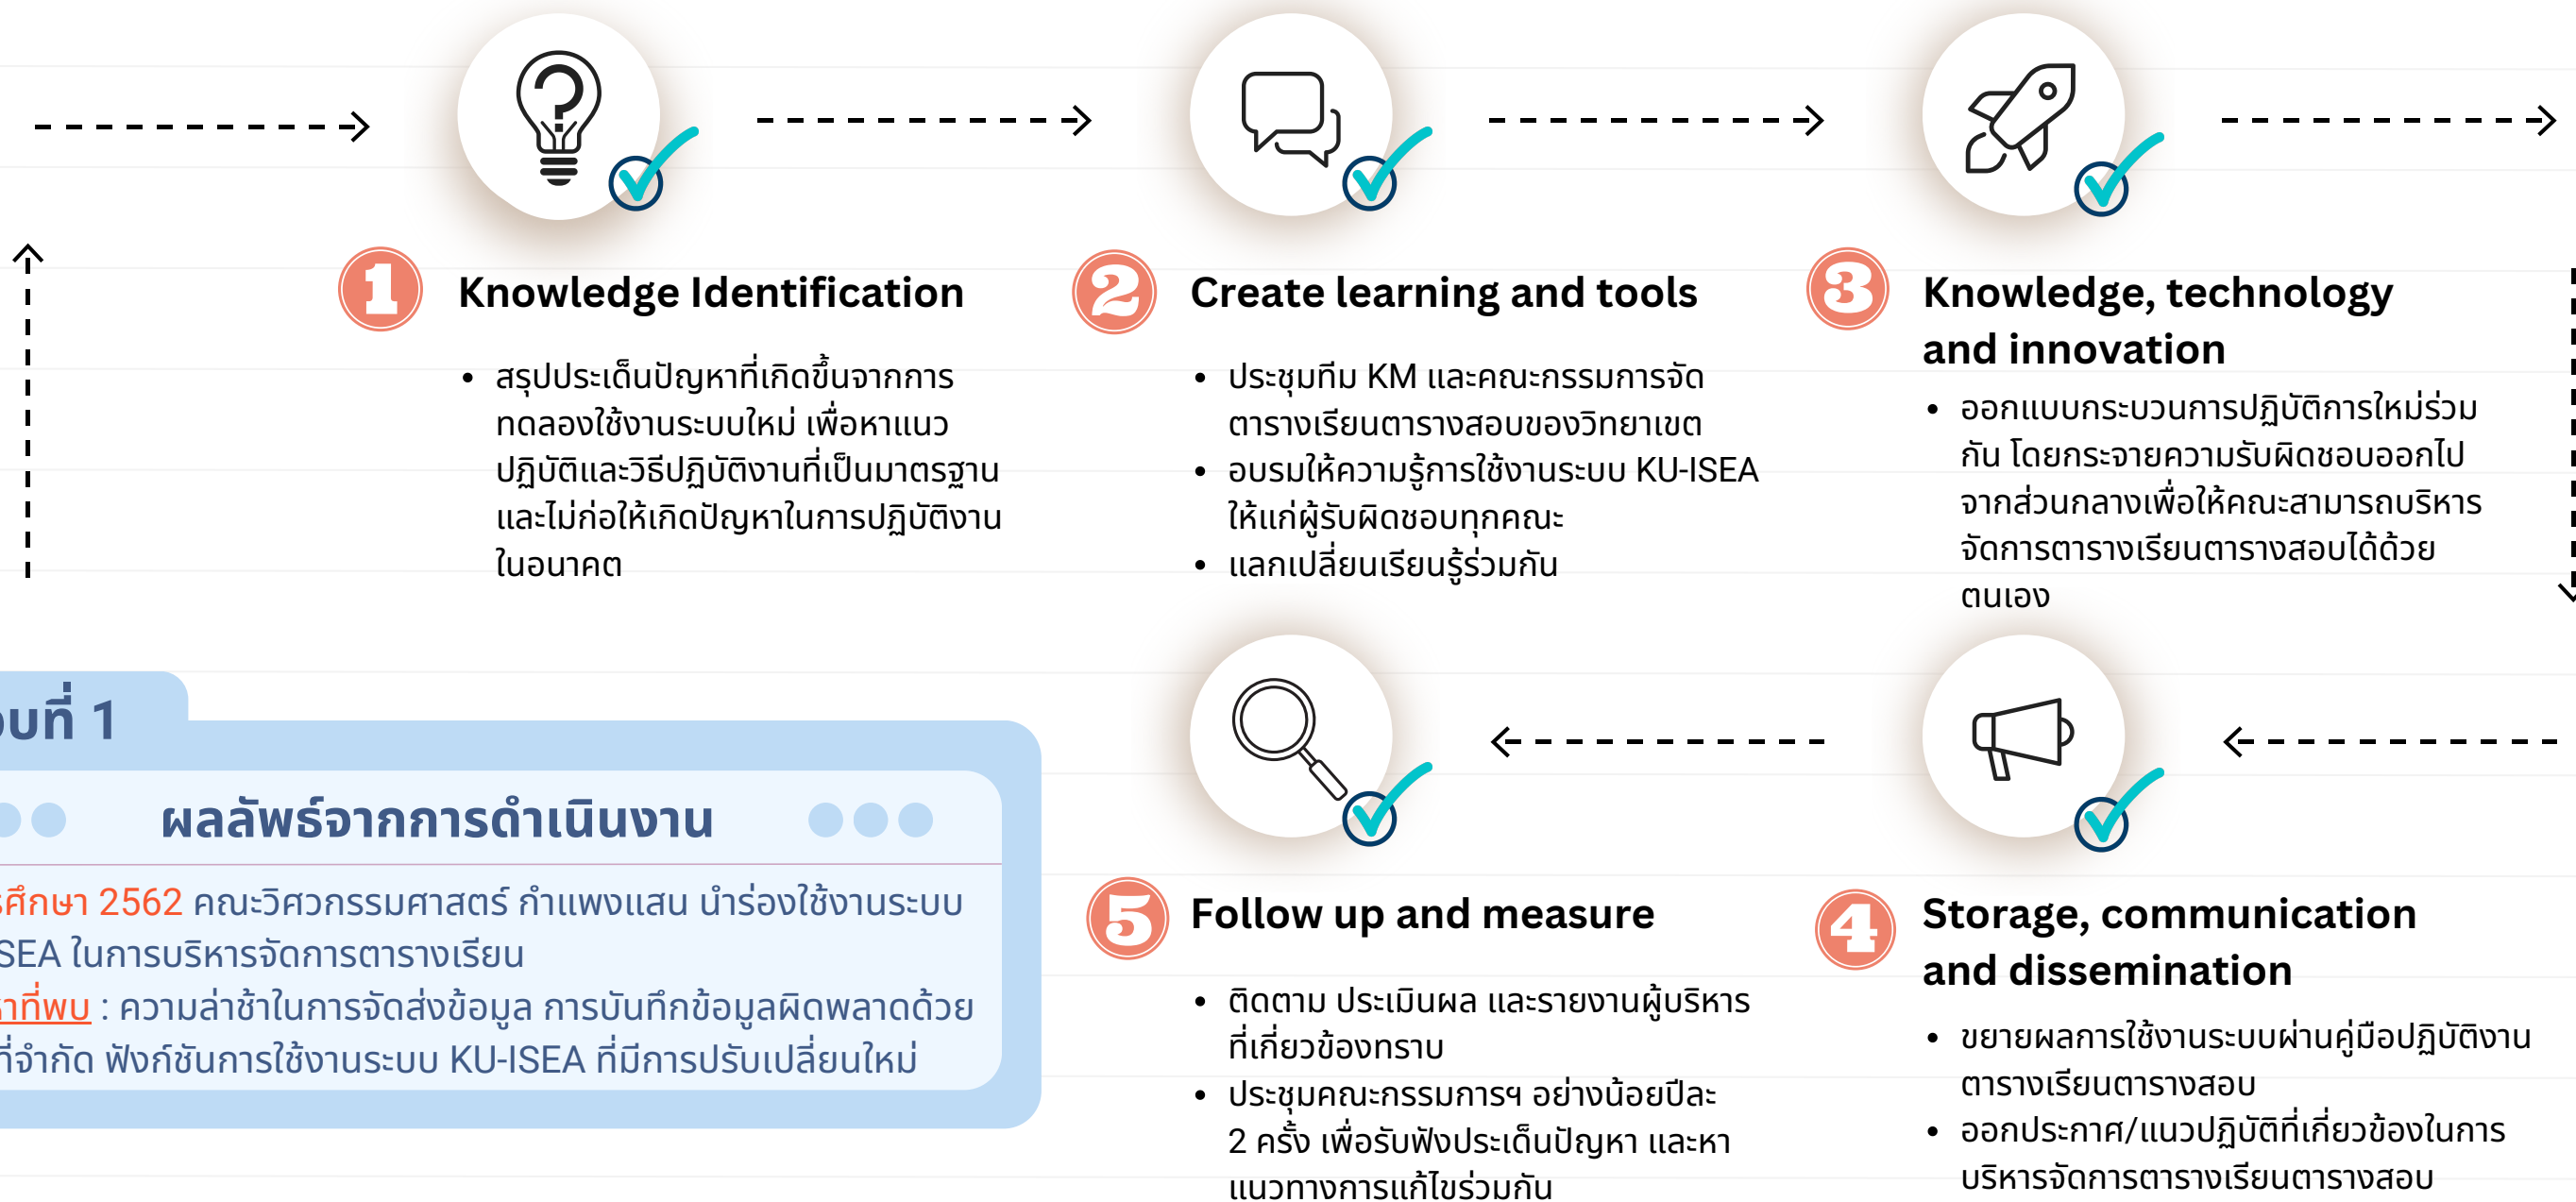 1
Knowledge Identification
• สรุปประเด็นปัญหาที่เกิดขึ้นจากการ
ทดลองใช้งานระบบใหม่ เพื่อหาแนว
ปฏิบัติและวิธีปฏิบัติงานที่เป็นมาตรฐาน
และไม่ก่อให้เกิดปัญหาในการปฏิบัติงาน
ในอนาคต
2
Create learning and tools
• ประชุมทีม KM และคณะกรรมการจัด
ตารางเรียนตารางสอบของวิทยาเขต
• อบรมให้ความรู้การใช้งานระบบ KU-ISEA
ให้แก่ผู้รับผิดชอบทุกคณะ
• แลกเปลี่ยนเรียนรู้ร่วมกัน
3
Knowledge, technology
and innovation
• ออกแบบกระบวนการปฏิบัติการใหม่ร่วม
กัน โดยกระจายความรับผิดชอบออกไป
จากส่วนกลางเพื่อให้คณะสามารถบริหาร
จัดการตารางเรียนตารางสอบได้ด้วย
ตนเอง
4
Storage, communication
and dissemination
• ขยายผลการใช้งานระบบผ่านคู่มือปฏิบัติงาน
ตารางเรียนตารางสอบ
• ออกประกาศ/แนวปฏิบัติที่เกี่ยวข้องในการ
บริหารจัดการตารางเรียนตารางสอบ
5
Follow up and measure
• ติดตาม ประเมินผล และรายงานผู้บริหาร
ที่เกี่ยวข้องทราบ
• ประชุมคณะกรรมการฯ อย่างน้อยปีละ
2 ครั้ง เพื่อรับฟังประเด็นปัญหา และหา
แนวทางการแก้ไขร่วมกัน
บที่ 1
ผลลัพธ์จากการดำเนินงาน
ศึกษา 2562 คณะวิศวกรรมศาสตร์ กำแพงแสน นำร่องใช้งานระบบ
SEA ในการบริหารจัดการตารางเรียน
าที่พบ : ความล่าช้าในการจัดส่งข้อมูล การบันทึกข้อมูลผิดพลาดด้วย
ที่จำกัด ฟังก์ชันการใช้งานระบบ KU-ISEA ที่มีการปรับเปลี่ยนใหม่